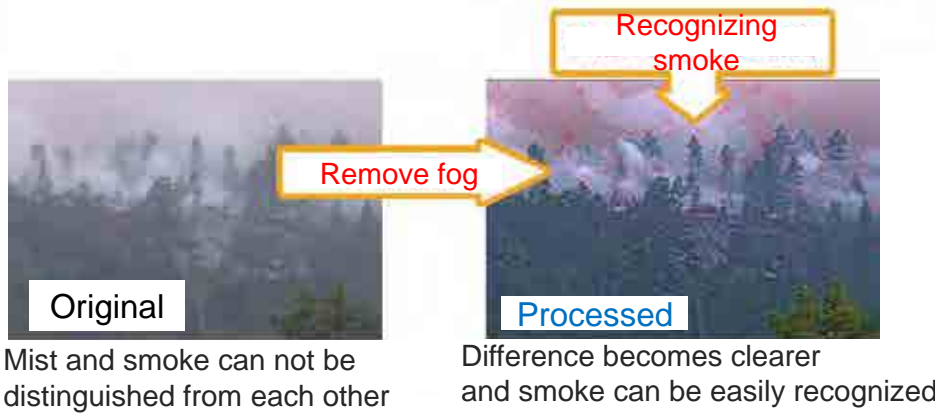 Recognizing
smoke
Remove fog
Original
Processed
Mist and smoke can not be
distinguished from each other
Difference becomes clearer
and smoke can be easily recognized